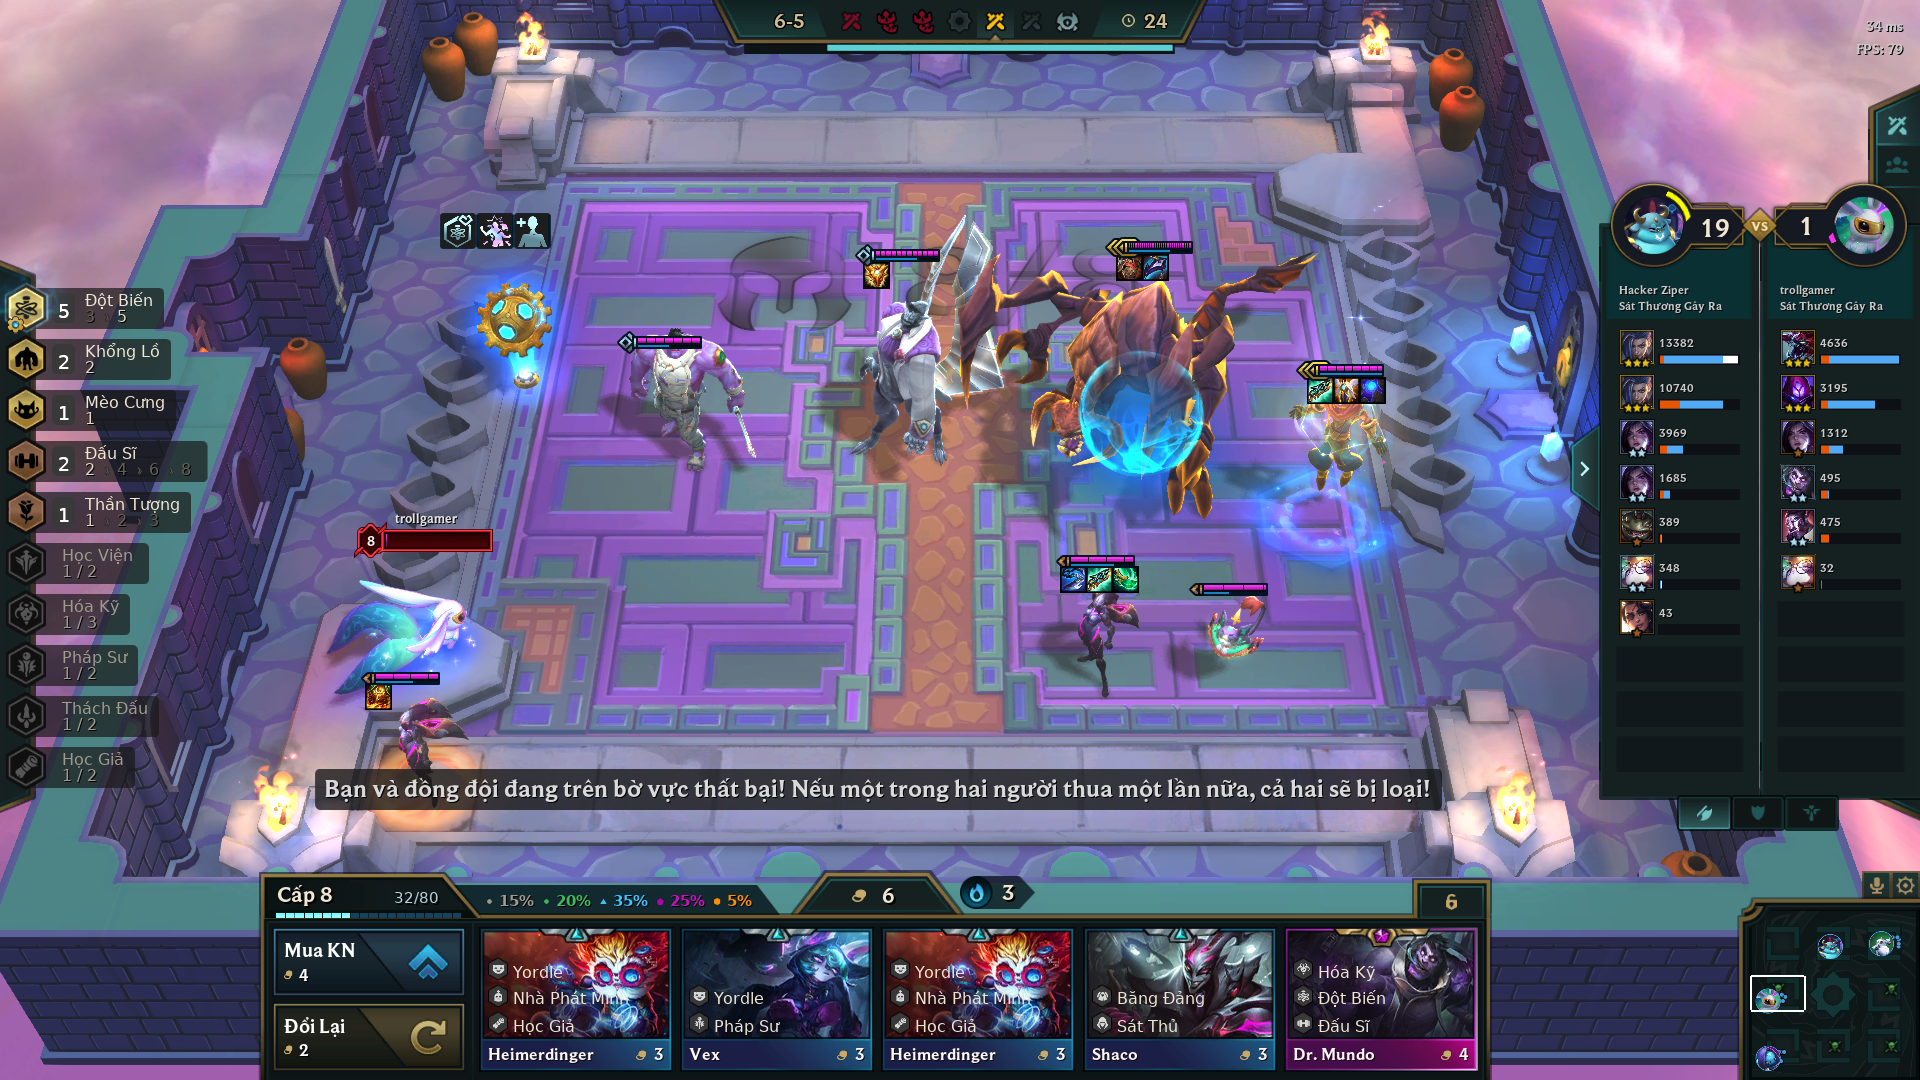 6-5
24
34 ms
FPS: 79
19
VS
1
Hacker Ziper
Sát Thương Gây Ra
trollgamer
Sát Thương Gây Ra
13382
4636
10740
3195
3969
1312
1685
495
389
475
348
32
43
5
Đột Biến
3 › 5
2
Khổng Lồ
2
1
Mèo Cưng
1
2
Đấu Sĩ
2 › 4 › 6 › 8
1
Thần Tượng
1 › 2 › 3
Học Viện
1 / 2
Hóa Kỹ
1 / 3
Pháp Sư
1 / 2
Thách Đấu
1 / 2
Học Giả
1 / 2
trollgamer
8
Bạn và đồng đội đang trên bờ vực thất bại! Nếu một trong hai người thua một lần nữa, cả hai sẽ bị loại!
Cấp 8
32/80
15%
20%
35%
25%
5%
6
3
6
Mua KN
4
Đổi Lại
2
Yordle
Nhà Phát Minh
Học Giả
Heimerdinger
3
Yordle
Pháp Sư
Vex
3
Yordle
Nhà Phát Minh
Học Giả
Heimerdinger
3
Băng Đảng
Sát Thủ
Shaco
3
Hóa Kỹ
Đột Biến
Đấu Sĩ
Dr. Mundo
4